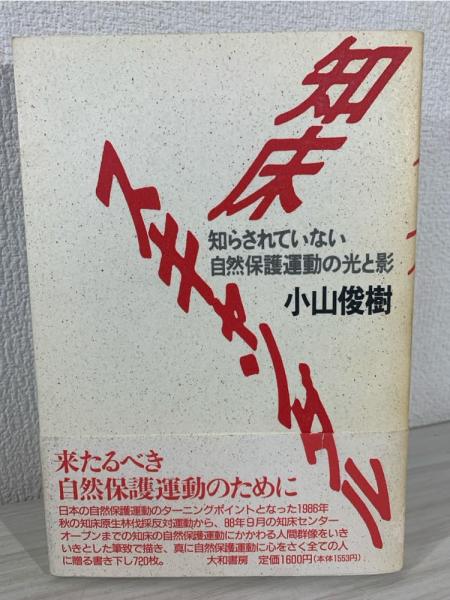 知床
スキャンダル
知らされていない
自然保護運動の光と影
小山俊樹
来たるべき
自然保護運動のために
日本の自然保護運動のターニングポイントとなった1986年
秋の知床原生林伐採反対運動から、88年9月の知床センター
オープンまでの知床の自然保護運動にかかわる人間群像をいき
いきとした筆致で描き、真に自然保護運動に心をさく全ての人
に贈る書き下し720枚。 大和書房 定価1600円(本体1553円)